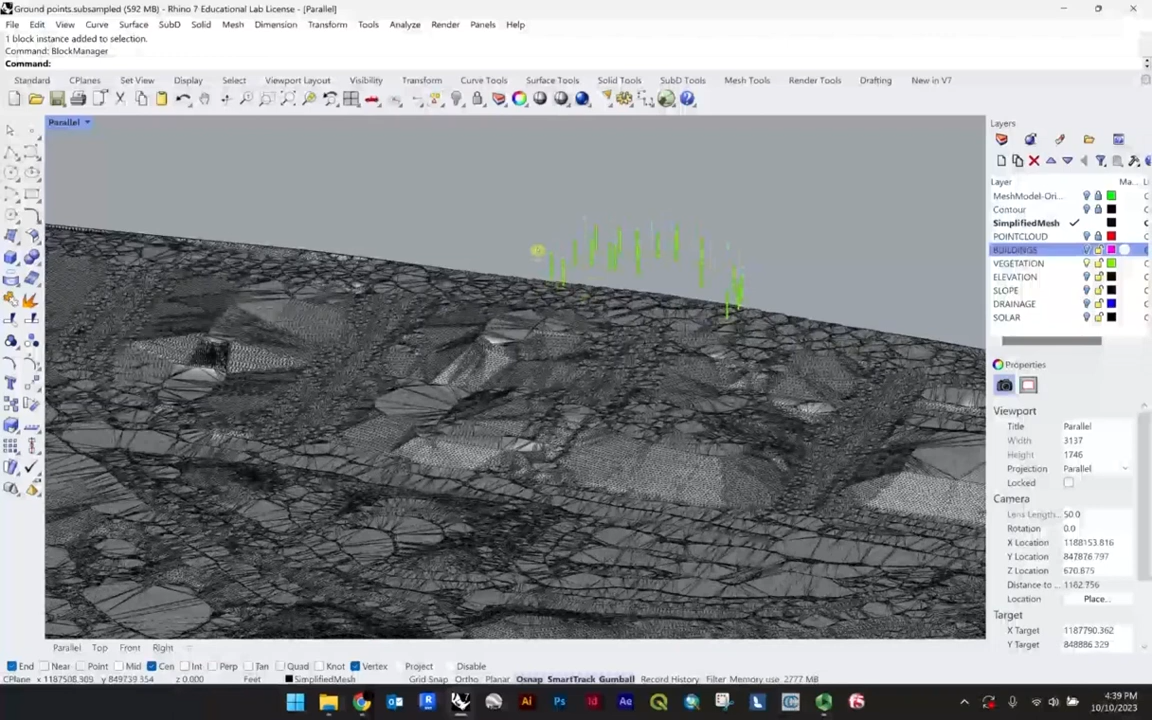 Ground points.subsampled (592 MB) - Rhino 7 Educational Lab License - [Parallel]
File Edit View Curve Surface SubD Solid Mesh Dimension Transform Tools Analyze Render Panels Help
1 block instance added to selection.
Command: BlockManager
Command:
Standard CPlanes Set View Display Select Viewport Layout Visibility Transform Curve Tools Surface Tools Solid Tools SubD Tools Mesh Tools Render Tools Drafting New in V7
Parallel
Layers
Layer Ma... L
MeshModel-Ori...
Contour
SimplifiedMesh
POINTCLOUD
BUILDINGS
VEGETATION
ELEVATION
SLOPE
DRAINAGE
SOLAR
Properties
Viewport
Title Parallel
Width 3137
Height 1746
Projection Parallel
Locked
Camera
Lens Length... 50.0
Rotation 0.0
X Location 1188153.816
Y Location 847876.797
Z Location 670.875
Distance to ... 1162.756
Location Place...
Target
X Target 1187790.362
Y Target 848886.329
Parallel Top Front Right
End Near Point Mid Cen Int Perp Tan Quad Knot Vertex Project Disable
CPlane x 1187508.309 y 849739.354 z 0.000 Feet SimplifiedMesh Grid Snap Ortho Planar Osnap SmartTrack Gumball Record History Filter Memory use: 2777 MB
4:39 PM
10/10/2023